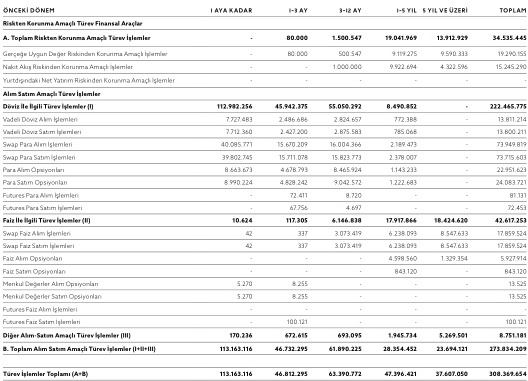 ÖNCEKİ DÖNEM 1 AYA KADAR 1-3 AY 3-12 AY 1-5 YIL 5 YIL VE ÜZERİ TOPLAM
Riskten Korunma Amaçlı Türev Finansal Araçlar
A. Toplam Riskten Korunma Amaçlı Türev İşlemler - 80.000 1.500.547 19.041.969 13.912.929 34.535.445
Gerçeğe Uygun Değer Riskinden Korunma Amaçlı İşlemler - 80.000 500.547 9.119.275 9.590.333 19.290.155
Nakit Akış Riskinden Korunma Amaçlı İşlemler - - 1.000.000 9.922.694 4.322.596 15.245.290
Yurtdışındaki Net Yatırım Riskinden Korunma Amaçlı İşlemler - - - - - -
Alım Satım Amaçlı Türev İşlemler
Döviz İle İlgili Türev İşlemler (I) 112.982.256 45.942.375 55.050.292 8.490.852 - 222.465.775
Vadeli Döviz Alım İşlemleri 7.727.483 2.486.686 2.824.657 772.388 - 13.811.214
Vadeli Döviz Satım İşlemleri 7.712.360 2.427.200 2.875.583 785.068 - 13.800.211
Swap Para Alım İşlemleri 40.085.771 15.670.209 16.004.366 2.189.473 - 73.949.819
Swap Para Satım İşlemleri 39.802.745 15.711.078 15.823.773 2.378.007 - 73.715.603
Para Alım Opsiyonları 8.663.673 4.678.793 8.465.924 1.143.233 - 22.951.623
Para Satım Opsiyonları 8.990.224 4.828.242 9.042.572 1.222.683 - 24.083.721
Futures Para Alım İşlemleri - 72.411 8.720 - - 81.131
Futures Para Satım İşlemleri - 67.756 4.697 - - 72.453
Faiz İle İlgili Türev İşlemler (II) 10.624 117.305 6.146.838 17.917.866 18.424.620 42.617.253
Swap Faiz Alım İşlemleri 42 337 3.073.419 6.238.093 8.547.633 17.859.524
Swap Faiz Satım İşlemleri 42 337 3.073.419 6.238.093 8.547.633 17.859.524
Faiz Alım Opsiyonları - - - 4.598.560 1.329.354 5.927.914
Faiz Satım Opsiyonları - - - 843.120 - 843.120
Menkul Değerler Alım Opsiyonları 5.270 8.255 - - - 13.525
Menkul Değerler Satım Opsiyonları 5.270 8.255 - - - 13.525
Futures Faiz Alım İşlemleri - - - - - -
Futures Faiz Satım İşlemleri - 100.121 - - - 100.121
Diğer Alım-Satım Amaçlı Türev İşlemler (III) 170.236 672.615 693.095 1.945.734 5.269.501 8.751.181
B. Toplam Alım Satım Amaçlı Türev İşlemler (I+II+III) 113.163.116 46.732.295 61.890.225 28.354.452 23.694.121 273.834.209
Türev İşlemler Toplamı (A+B) 113.163.116 46.812.295 63.390.772 47.396.421 37.607.050 308.369.654